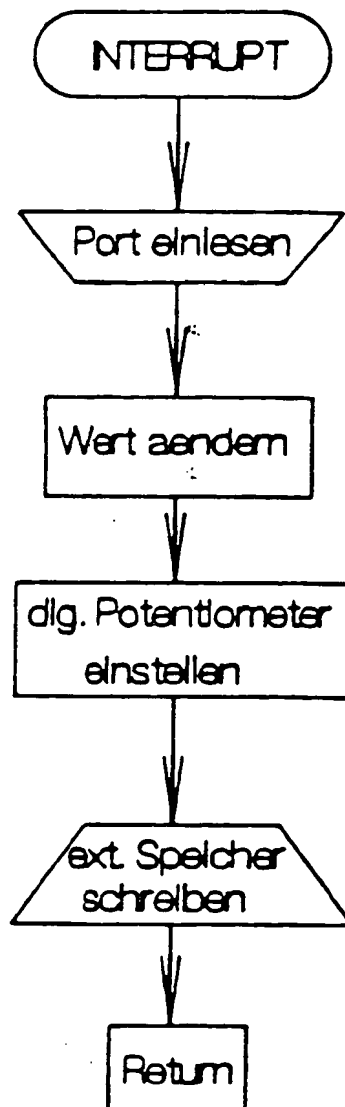 INTERRUPT
Port einlesen
Wert aendern
dig. Potentiometer
einstellen
ext. Speicher
schreiben
Return